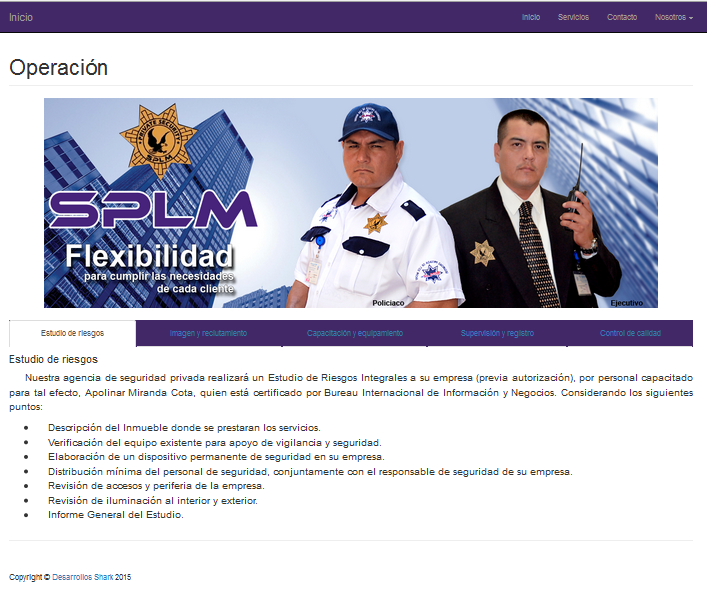 Inicio
Inicio Servicios Contacto Nosotros
Operación
PRIVATE SECURITY
SPLM
SPLM
Flexibilidad
para cumplir las necesidades
de cada cliente
Policiaco
Ejecutivo
Estudio de riesgos Imagen y reclutamiento Capacitación y equipamiento Supervisión y registro Control de calidad
Estudio de riesgos
Nuestra agencia de seguridad privada realizará un Estudio de Riesgos Integrales a su empresa (previa autorización), por personal capacitado
para tal efecto, Apolinar Miranda Cota, quien está certificado por Bureau Internacional de Información y Negocios. Considerando los siguientes
puntos:
• Descripción del Inmueble donde se prestaran los servicios.
• Verificación del equipo existente para apoyo de vigilancia y seguridad.
• Elaboración de un dispositivo permanente de seguridad en su empresa.
• Distribución mínima del personal de seguridad, conjuntamente con el responsable de seguridad de su empresa.
• Revisión de accesos y periferia de la empresa.
• Revisión de iluminación al interior y exterior.
• Informe General del Estudio.
Copyright © Desarrollos Shark 2015